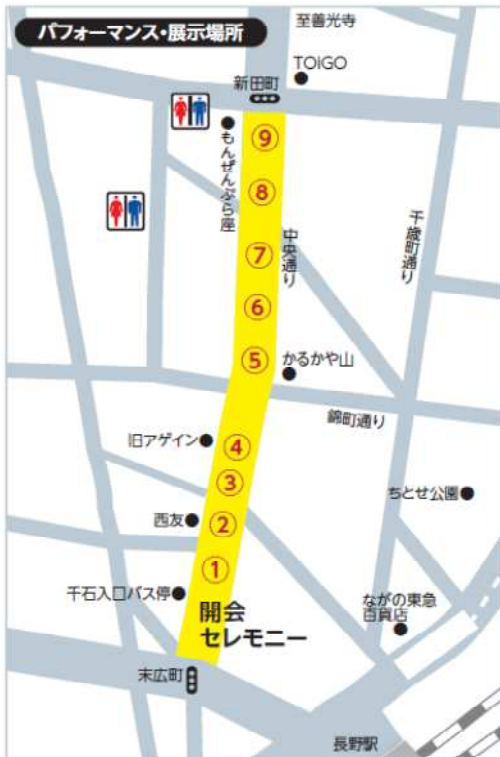 パフォーマンス・展示場所
至善光寺
TOIGO
新田町
もんぜんぷら座
⑨
⑧
⑦
中央通り
千歳町通り
⑥
⑤
かるかや山
錦町通り
旧アゲイン
④
③
ちとせ公園
西友
②
①
千石入口バス停
開会
セレモニー
ながの東急
百貨店
末広町
長野駅